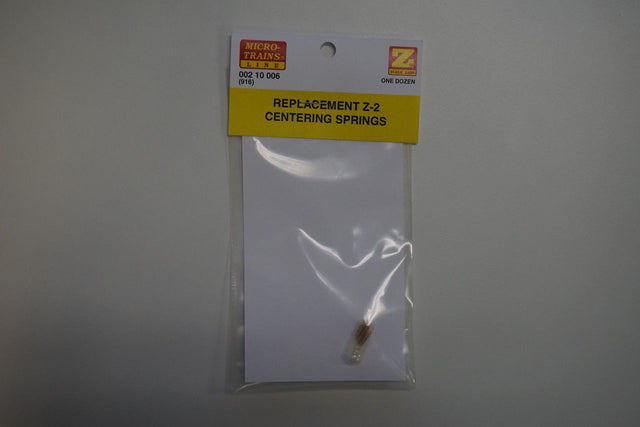 MICRO-
TRAINS
LINE
002 10 006
(916)
Z
ONE DOZEN
REPLACEMENT Z-2
CENTERING SPRINGS